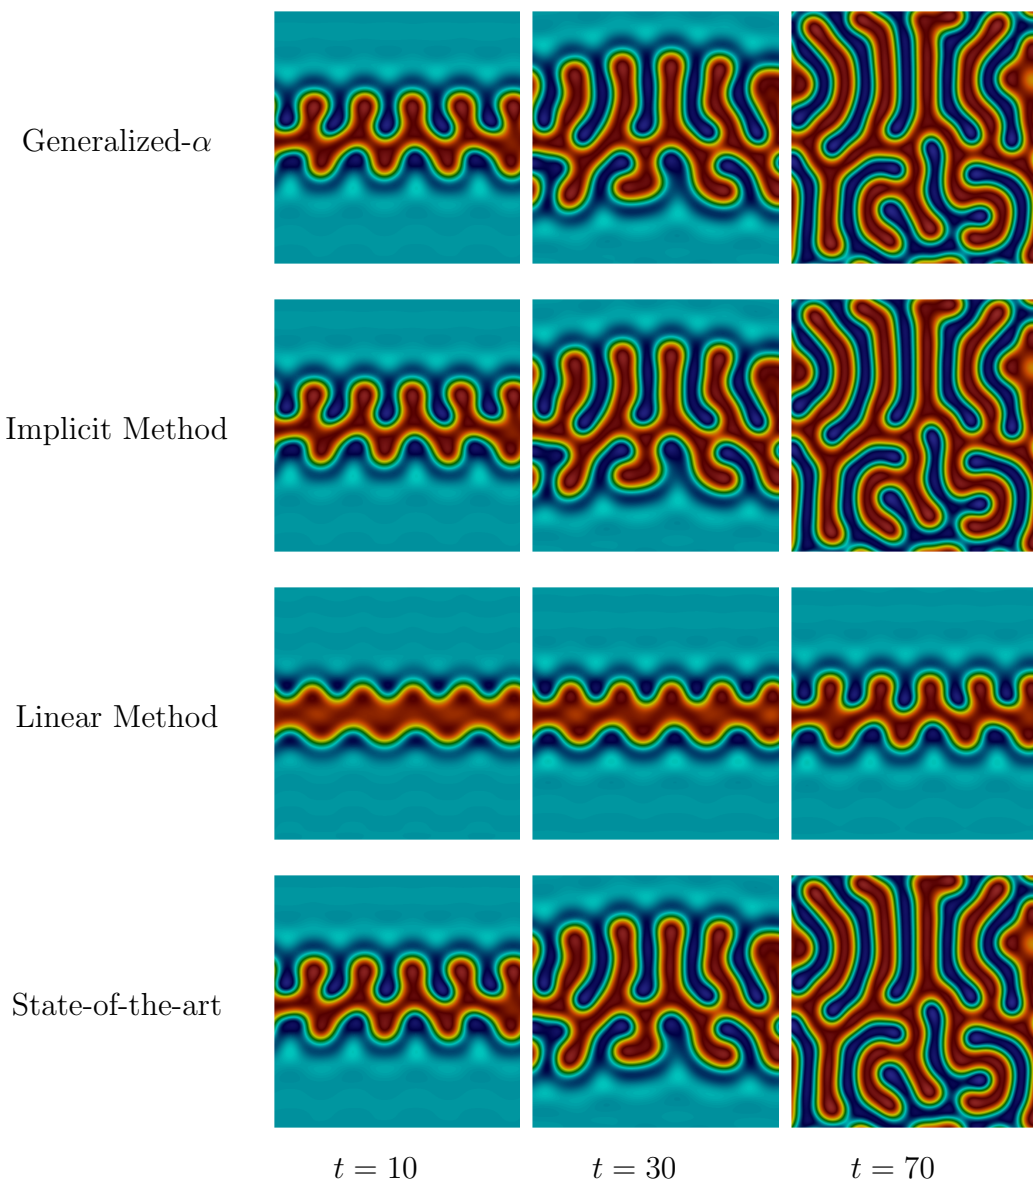 Generalized-α
Implicit Method
Linear Method
State-of-the-art
t = 10
t = 30
t = 70